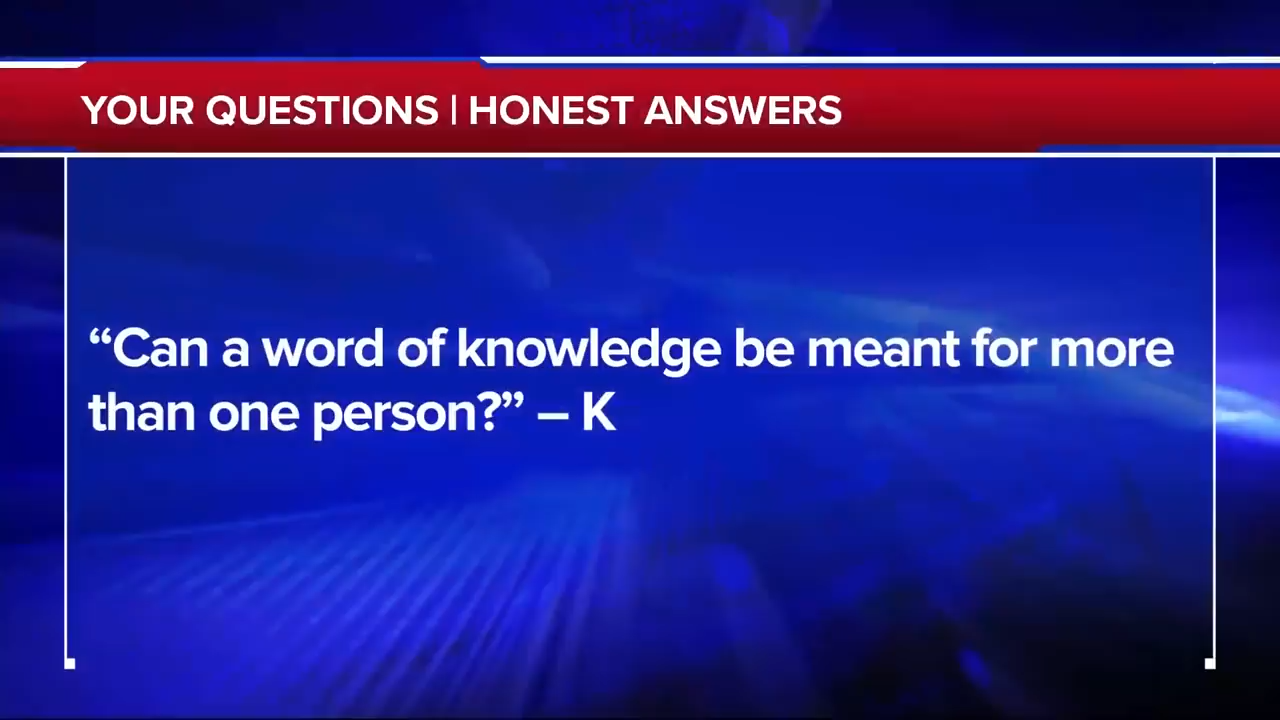 YOUR QUESTIONS | HONEST ANSWERS
“Can a word of knowledge be meant for more
than one person?” – K